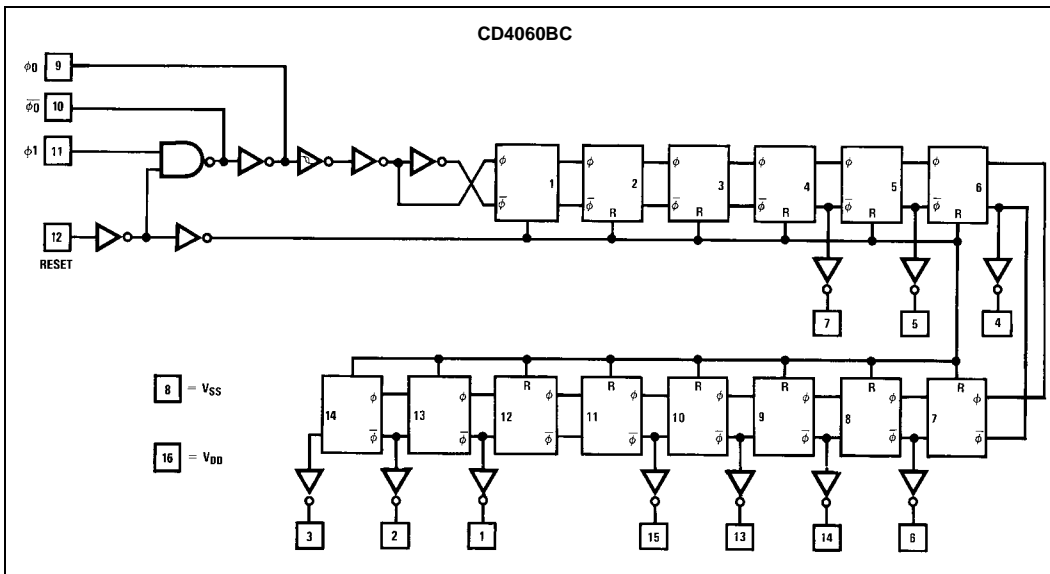 CD4060BC
ϕ0 9
ϕ̅0̅ 10
ϕ1 11
12
RESET
ϕ ϕ̅ 1
ϕ ϕ̅ 2 R
ϕ ϕ̅ 3 R
ϕ ϕ̅ 4 R
ϕ ϕ̅ 5 R
ϕ ϕ̅ 6 R
7 5 4
8 = VSS
16 = VDD
14 ϕ ϕ̅
13 ϕ ϕ̅
12 R ϕ ϕ̅
11 R ϕ ϕ̅
10 R ϕ ϕ̅
9 R ϕ ϕ̅
8 R ϕ ϕ̅
7 R ϕ ϕ̅
3 2 1 15 13 14 6